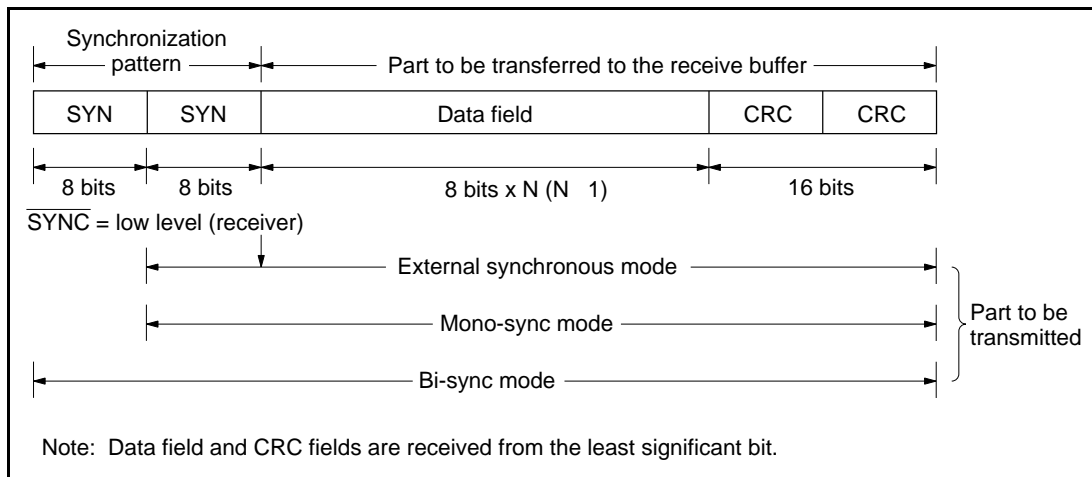 Synchronization
pattern
Part to be transferred to the receive buffer
SYN SYN Data field CRC CRC
8 bits 8 bits 8 bits x N (N 1) 16 bits
SYNC = low level (receiver)
External synchronous mode
Mono-sync mode
Part to be
transmitted
Bi-sync mode
Note: Data field and CRC fields are received from the least significant bit.